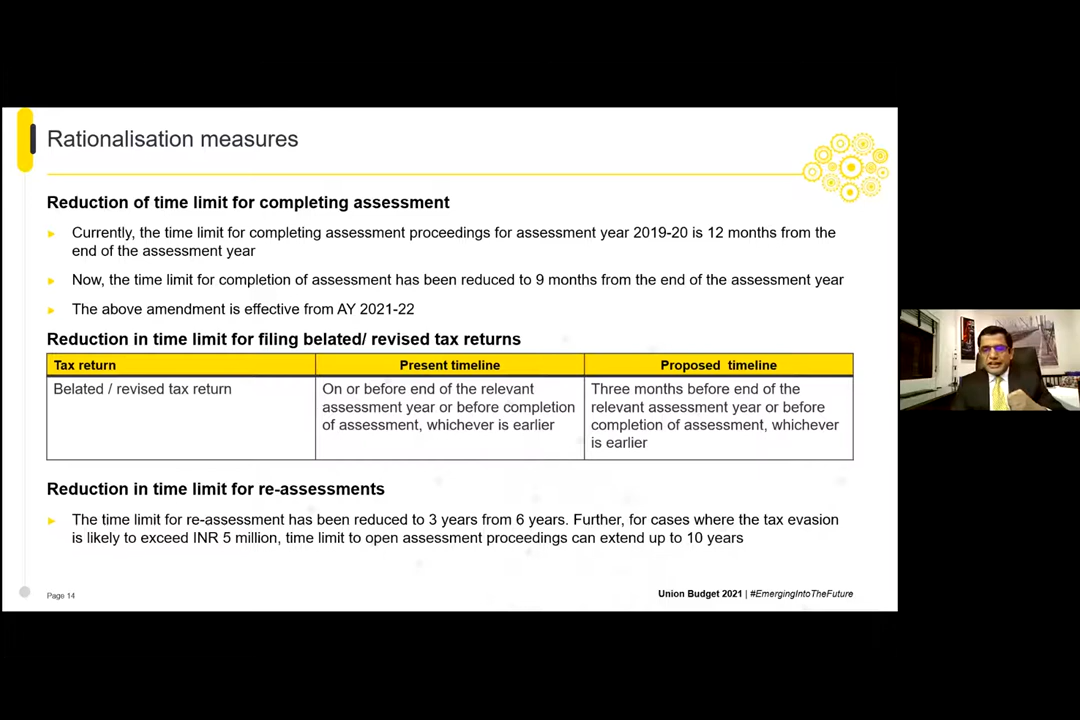 Rationalisation measures
Reduction of time limit for completing assessment
Currently, the time limit for completing assessment proceedings for assessment year 2019-20 is 12 months from the
end of the assessment year
Now, the time limit for completion of assessment has been reduced to 9 months from the end of the assessment year
The above amendment is effective from AY 2021-22
Reduction in time limit for filing belated/ revised tax returns
Tax return
Present timeline
Proposed timeline
Belated / revised tax return
On or before end of the relevant
assessment year or before completion
of assessment, whichever is earlier
Three months before end of the
relevant assessment year or before
completion of assessment, whichever
is earlier
Reduction in time limit for re-assessments
The time limit for re-assessment has been reduced to 3 years from 6 years. Further, for cases where the tax evasion
is likely to exceed INR 5 million, time limit to open assessment proceedings can extend up to 10 years
Page 14
Union Budget 2021 | #EmergingIntoTheFuture